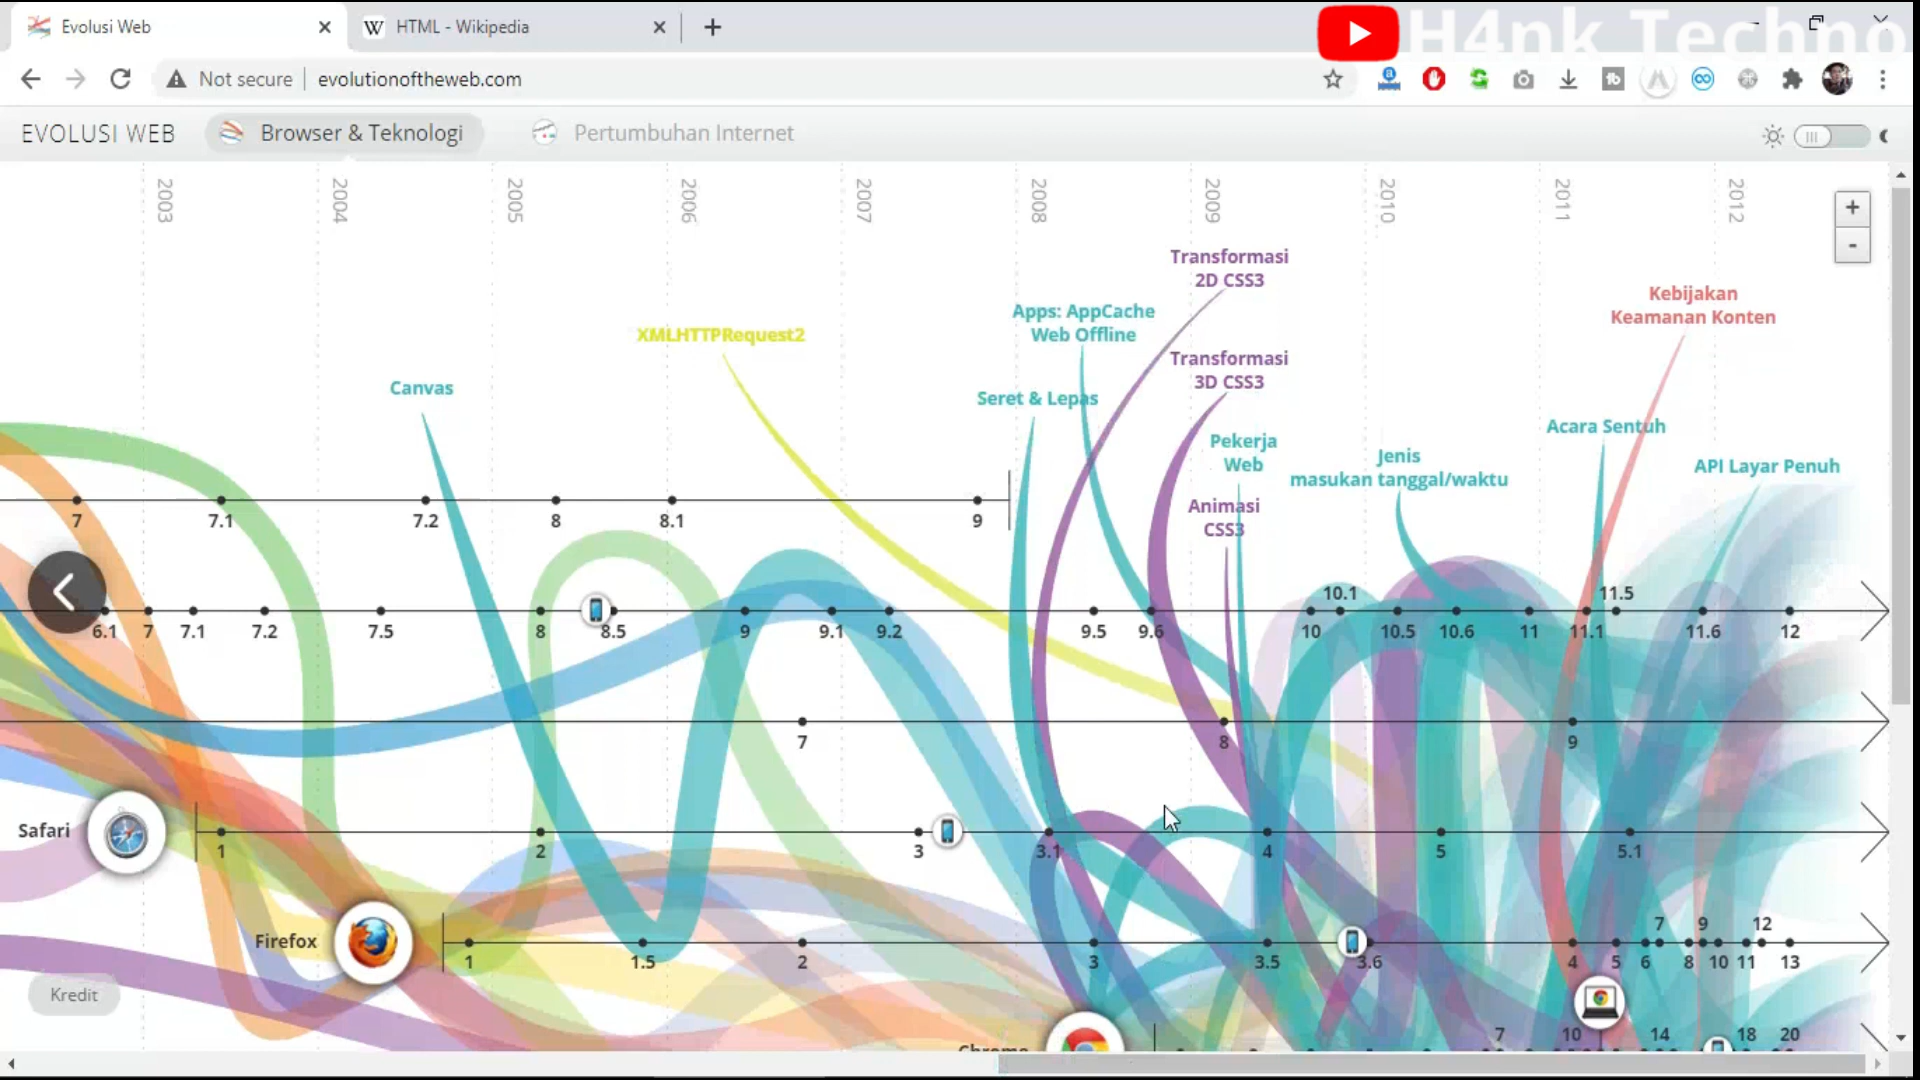 Evolusi Web
HTML - Wikipedia
H4nk Techno
Not secure
evolutionoftheweb.com
EVOLUSI WEB
Browser & Teknologi
Pertumbuhan Internet
2003 2004 2005 2006 2007 2008 2009 2010 2011 2012
+
-
Transformasi
2D CSS3
Kebijakan
Keamanan Konten
Apps: AppCache
Web Offline
XMLHTTPRequest2
Transformasi
3D CSS3
Canvas
Seret & Lepas
Acara Sentuh
Pekerja
Web
Jenis
masukan tanggal/waktu
API Layar Penuh
Animasi
CSS3
7 7.1 7.2 8 8.1 9
10.1 11.5
6.1 7 7.1 7.2 7.5 8 8.5 9 9.1 9.2 9.5 9.6 10 10.5 10.6 11 11.1 11.6 12
7 8 9
Safari
1 2 3 3.1 4 5 5.1
7 9 12
Firefox
1 1.5 2 3 3.5 3.6 4 5 6 8 10 11 13
Kredit
7 10 14 18 20
Chrome